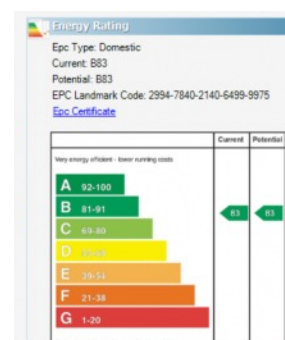 Energy Rating
Epc Type: Domestic
Current: B83
Potential: B83
EPC Landmark Code: 2994-7840-2140-6499-9975
Epc Certificate
Current Potential
Very energy efficient - lower running costs
A 92-100
B 81-91
83 83
C 69-80
D
E 39-54
F 21-38
G 1-20